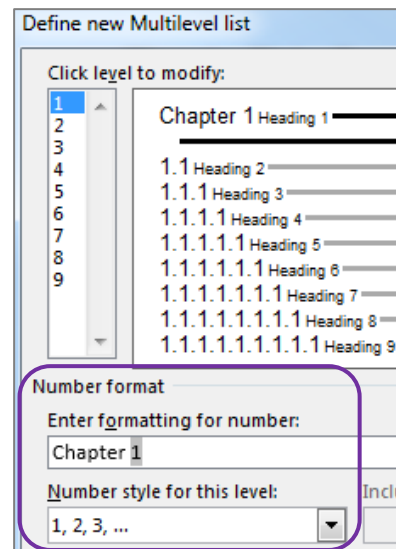 Define new Multilevel list
Click level to modify:
1
2
3
4
5
6
7
8
9
Chapter 1 Heading 1
1.1 Heading 2
1.1.1 Heading 3
1.1.1.1 Heading 4
1.1.1.1.1 Heading 5
1.1.1.1.1.1 Heading 6
1.1.1.1.1.1.1 Heading 7
1.1.1.1.1.1.1.1 Heading 8
1.1.1.1.1.1.1.1.1 Heading 9
Number format
Enter formatting for number:
Chapter 1
Number style for this level:
Inclu
1, 2, 3, ...